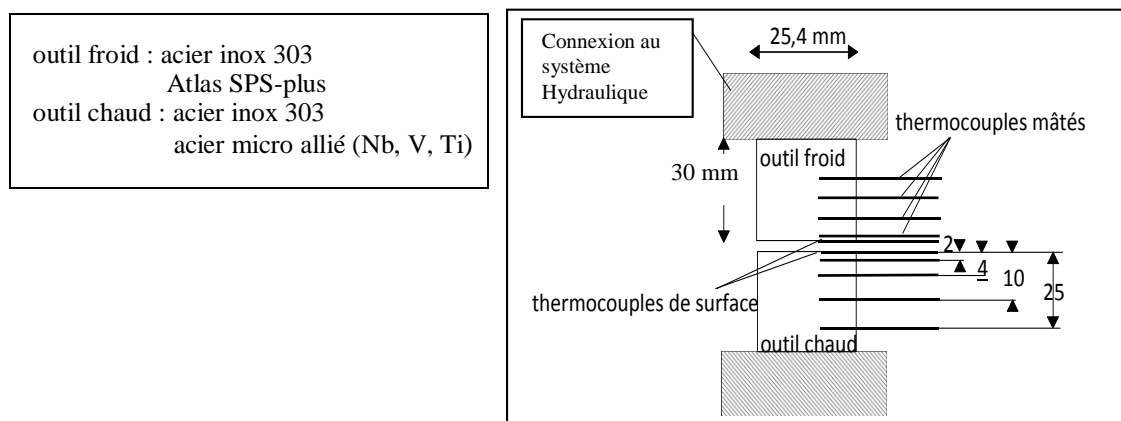 outil froid : acier inox 303
Atlas SPS-plus
outil chaud : acier inox 303
acier micro allié (Nb, V, Ti)
Connexion au
système
Hydraulique
25,4 mm
thermocouples mâtés
outil froid
30 mm
2
4
10
25
thermocouples de surface
outil chaud